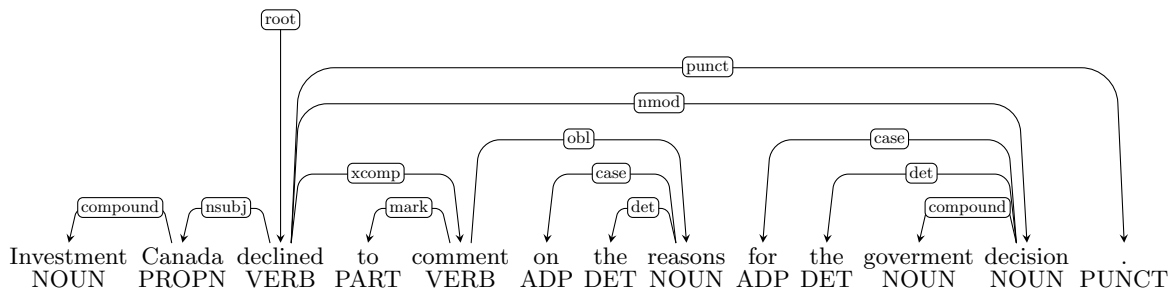 root
punct
nmod
obl case
xcomp case det
compound nsubj mark det compound
Investment Canada declined to comment on the reasons for the goverment decision .
NOUN PROPN VERB PART VERB ADP DET NOUN ADP DET NOUN NOUN PUNCT